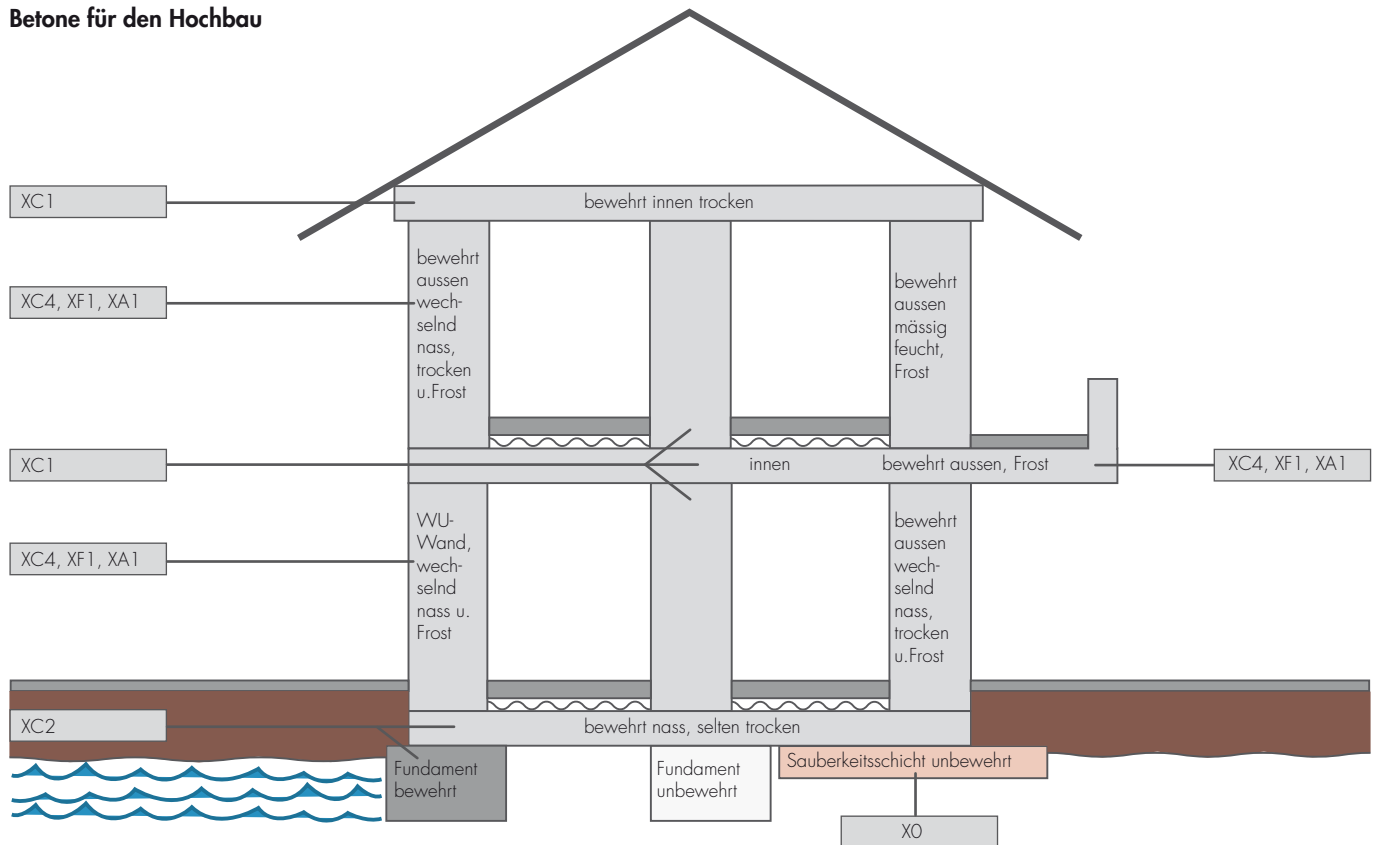 Betone für den Hochbau
XC1
bewehrt innen trocken
XC4, XF1, XA1
bewehrt
aussen
wech-
selnd
nass,
trocken
u.Frost
bewehrt
aussen
mässig
feucht,
Frost
XC1
innen
bewehrt aussen, Frost
XC4, XF1, XA1
XC4, XF1, XA1
WU-
Wand,
wech-
selnd
nass u.
Frost
bewehrt
aussen
wech-
selnd
nass,
trocken
u.Frost
XC2
bewehrt nass, selten trocken
Fundament
bewehrt
Fundament
unbewehrt
Sauberkeitsschicht unbewehrt
X0